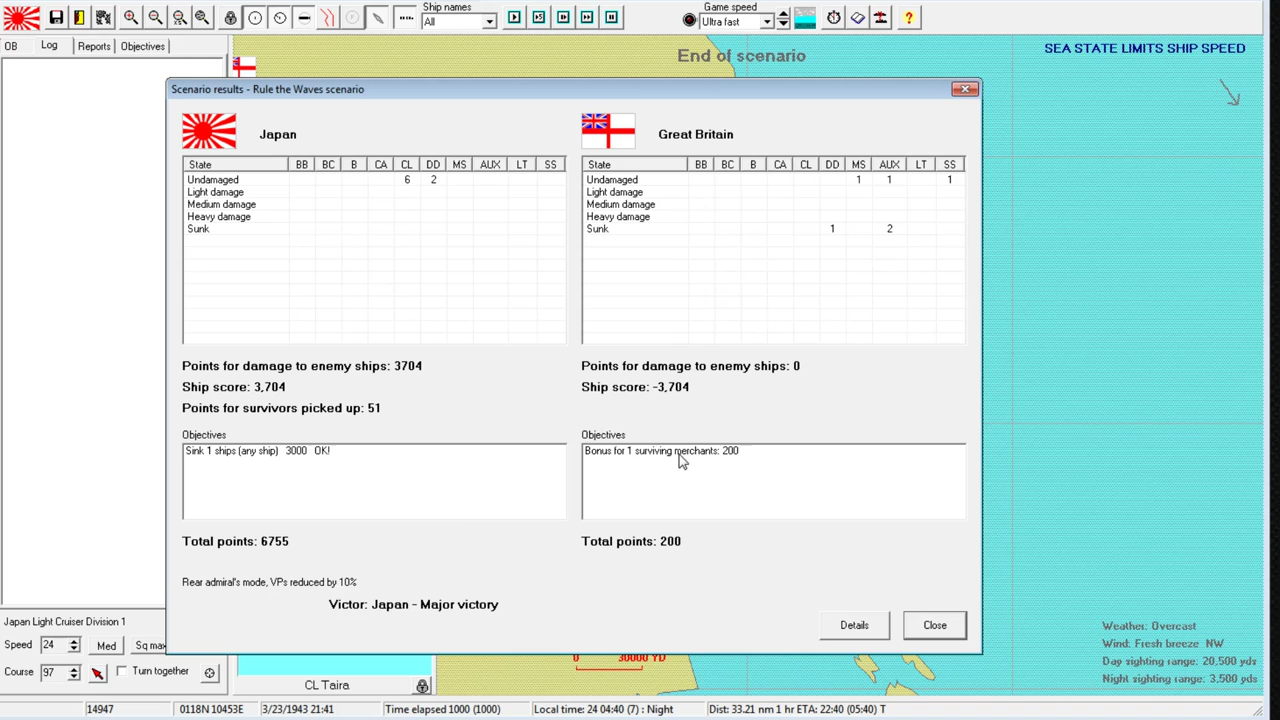 Ship names
All
Game speed
Ultra fast
?
OB
Log
Reports
Objectives
End of scenario
SEA STATE LIMITS SHIP SPEED
Scenario results - Rule the Waves scenario
Japan
State BB BC B CA CL DD MS AUX LT SS
Undamaged 6 2
Light damage
Medium damage
Heavy damage
Sunk
Points for damage to enemy ships: 3704
Ship score: 3,704
Points for survivors picked up: 51
Objectives
Sink 1 ships (any ship) 3000 OK!
Total points: 6755
Great Britain
State BB BC B CA CL DD MS AUX LT SS
Undamaged 1 1 1
Light damage
Medium damage
Heavy damage
Sunk 1 2
Points for damage to enemy ships: 0
Ship score: -3,704
Objectives
Bonus for 1 surviving merchants: 200
Total points: 200
Rear admiral's mode, VPs reduced by 10%
Victor: Japan - Major victory
Details
Close
Japan Light Cruiser Division 1
Speed 24 Med Sq max
Course 97 Turn together
CL Taira
0 30000 YD
Weather: Overcast
Wind: Fresh breeze NW
Day sighting range: 20,500 yds
Night sighting range: 3,500 yds
14947 0118N 10453E 3/23/1943 21:41 Time elapsed 1000 (1000) Local time: 24 04:40 (7) : Night Dist: 33.21 nm 1 hr ETA: 22:40 (05:40) T